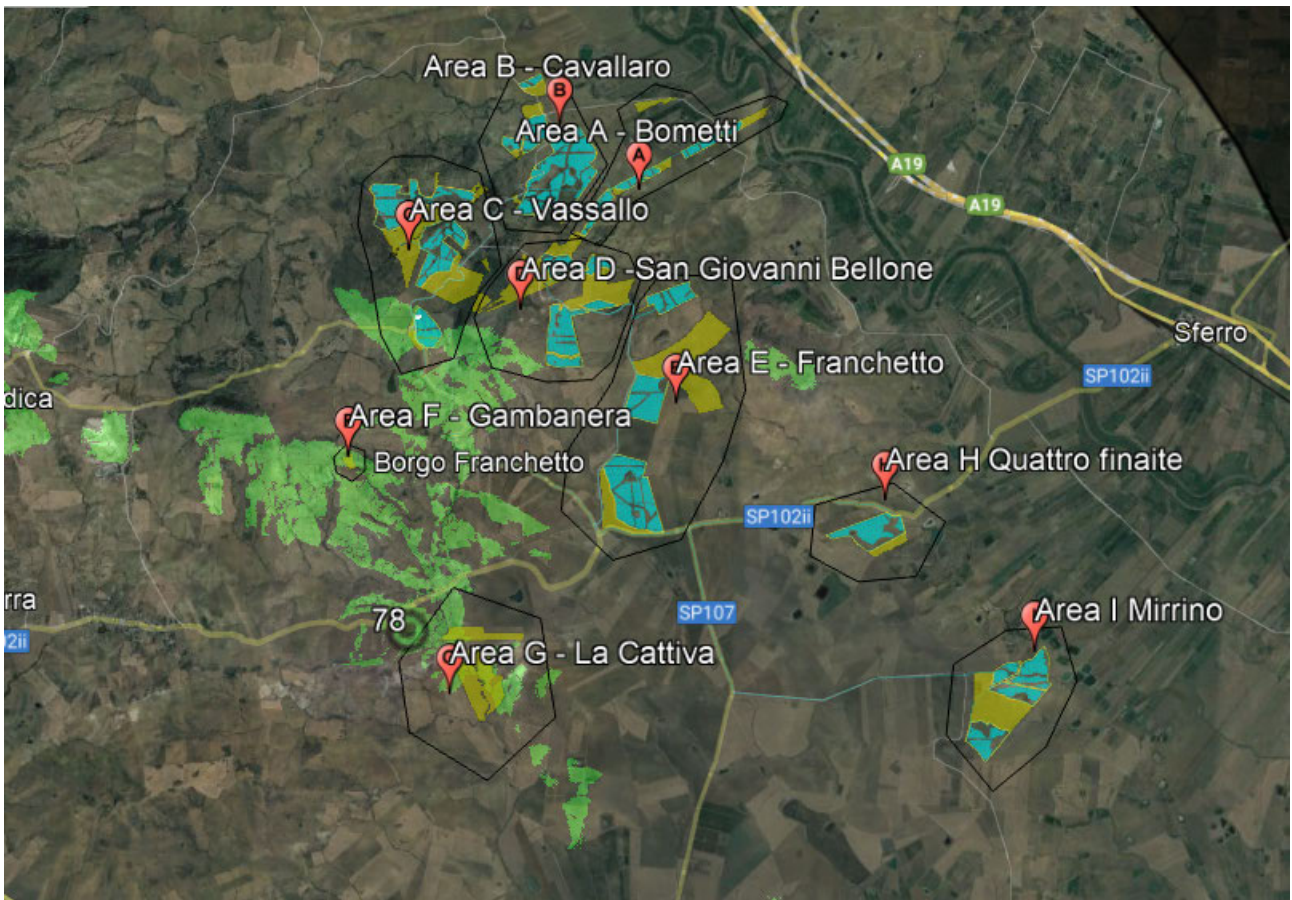 Area B - Cavallaro
B
Area A - Bometti
A
A19
A19
Area C - Vassallo
Area D -San Giovanni Bellone
Sferro
Area E - Franchetto
SP102ii
dica
Area F - Gambanera
Borgo Franchetto
Area H Quattro finaite
SP102ii
rra
2ii
78
SP107
Area I Mirrino
Area G - La Cattiva